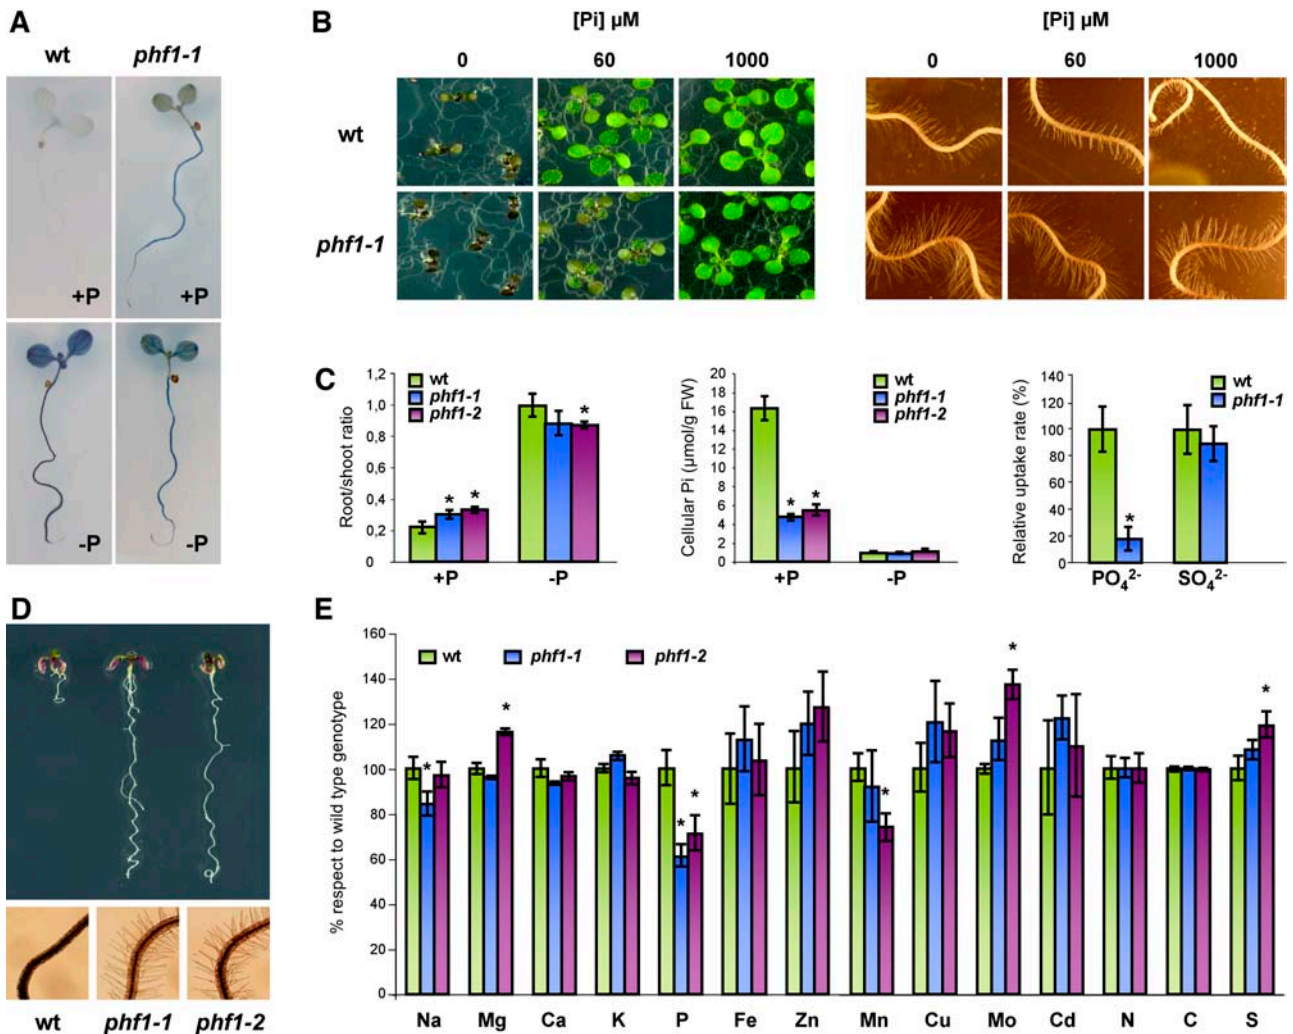 A
wt
phf1-1
+P
+P
-P
-P
B
[Pi] µM
[Pi] µM
0
60
1000
0
60
1000
wt
phf1-1
C
Root/shoot ratio
1,2
1,0
0,8
0,6
0,4
0,2
0
wt
phf1-1
phf1-2
*
*
*
+P
-P
Cellular Pi (µmol/g FW)
20
18
16
14
12
10
8
6
4
2
0
wt
phf1-1
phf1-2
*
*
+P
-P
Relative uptake rate (%)
140
120
100
80
60
40
20
0
wt
phf1-1
*
PO₄²⁻
SO₄²⁻
D
wt
phf1-1
phf1-2
E
% respect to wild type genotype
160
140
120
100
80
60
40
20
0
wt
phf1-1
phf1-2
*
*
*
*
*
*
*
Na
Mg
Ca
K
P
Fe
Zn
Mn
Cu
Mo
Cd
N
C
S